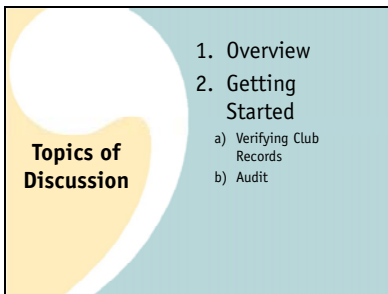 Topics of
Discussion
1. Overview
2. Getting
Started
a) Verifying Club
Records
b) Audit